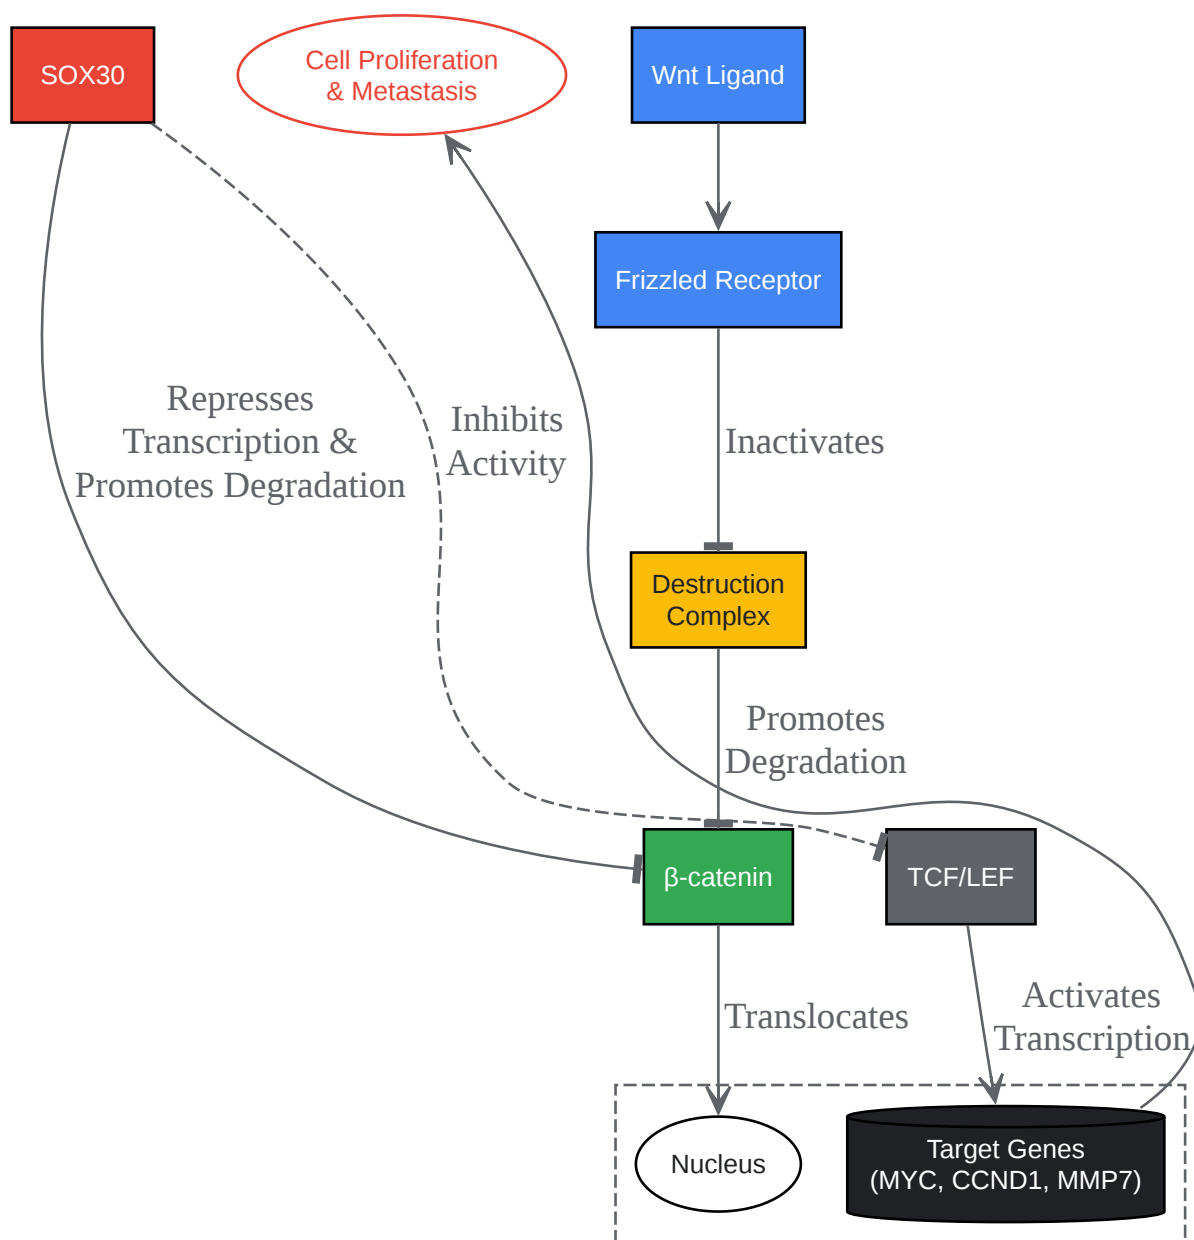 SOX30
Cell Proliferation
& Metastasis
Wnt Ligand
Frizzled Receptor
Represses
Transcription &
Promotes Degradation
Inhibits
Activity
Inactivates
Destruction
Complex
Promotes
Degradation
β-catenin
TCF/LEF
Translocates
Activates
Transcription
Nucleus
Target Genes
(MYC, CCND1, MMP7)